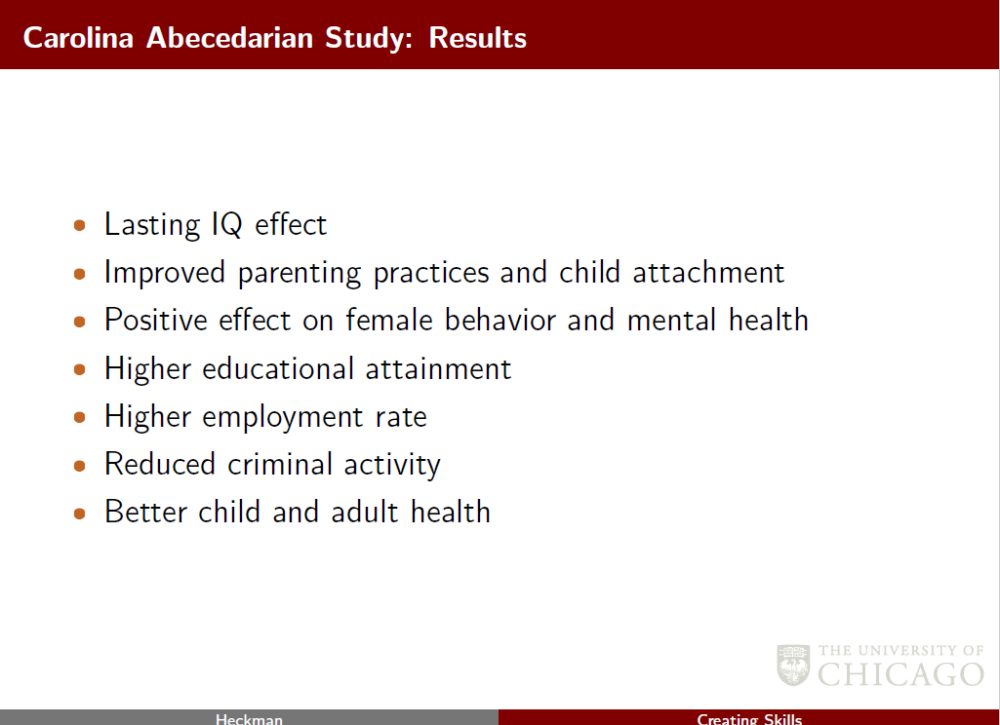 Carolina Abecedarian Study: Results
• Lasting IQ effect
• Improved parenting practices and child attachment
• Positive effect on female behavior and mental health
• Higher educational attainment
• Higher employment rate
• Reduced criminal activity
• Better child and adult health
THE UNIVERSITY OF
CHICAGO
Heckman
Creating Skills